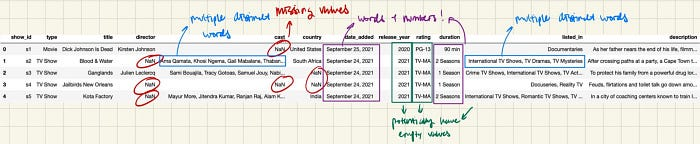 multiple distinct words
missing values
words + numbers!
multiple distinct words
show_id type title director cast country date_added release_year rating duration listed_in description
0 s1 Movie Dick Johnson Is Dead Kirsten Johnson NaN United States September 25, 2021 2020 PG-13 90 min Documentaries As her father nears the end of his life, filmm...
1 s2 TV Show Blood & Water NaN Ama Qamata, Khosi Ngema, Gail Mabalane, Thaban... South Africa September 24, 2021 2021 TV-MA 2 Seasons International TV Shows, TV Dramas, TV Mysteries After crossing paths at a party, a Cape Town t...
2 s3 TV Show Ganglands Julien Leclercq Sami Bouajila, Tracy Gotoas, Samuel Jouy, Nabi... NaN September 24, 2021 2021 TV-MA 1 Season Crime TV Shows, International TV Shows, TV Act... To protect his family from a powerful drug lor...
3 s4 TV Show Jailbirds New Orleans NaN NaN NaN September 24, 2021 2021 TV-MA 1 Season Docuseries, Reality TV Feuds, flirtations and toilet talk go down amo...
4 s5 TV Show Kota Factory NaN Mayur More, Jitendra Kumar, Ranjan Raj, Alam K... India September 24, 2021 2021 TV-MA 2 Seasons International TV Shows, Romantic TV Shows, TV ... In a city of coaching centers known to train I...
potentially have
empty values